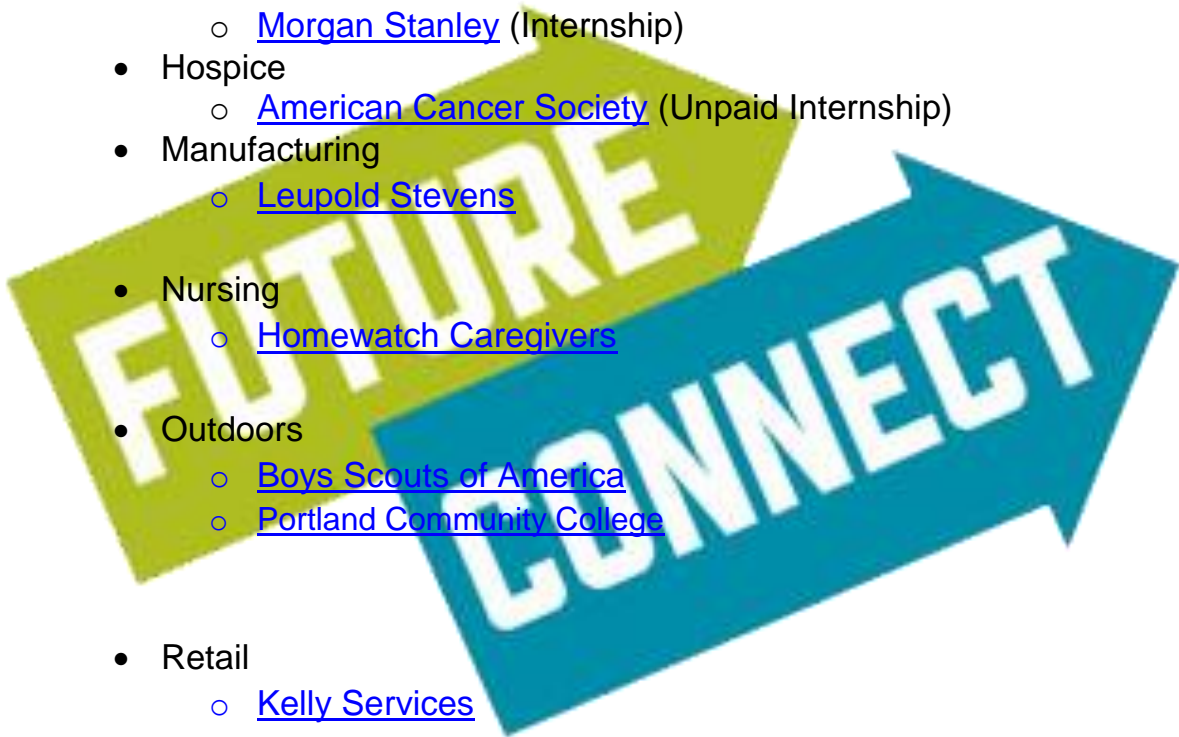 o Morgan Stanley (Internship)
• Hospice
o American Cancer Society (Unpaid Internship)
• Manufacturing
o Leupold Stevens
• Nursing
o Homewatch Caregivers
• Outdoors
o Boys Scouts of America
o Portland Community College
• Retail
o Kelly Services
FUTURE
CONNECT